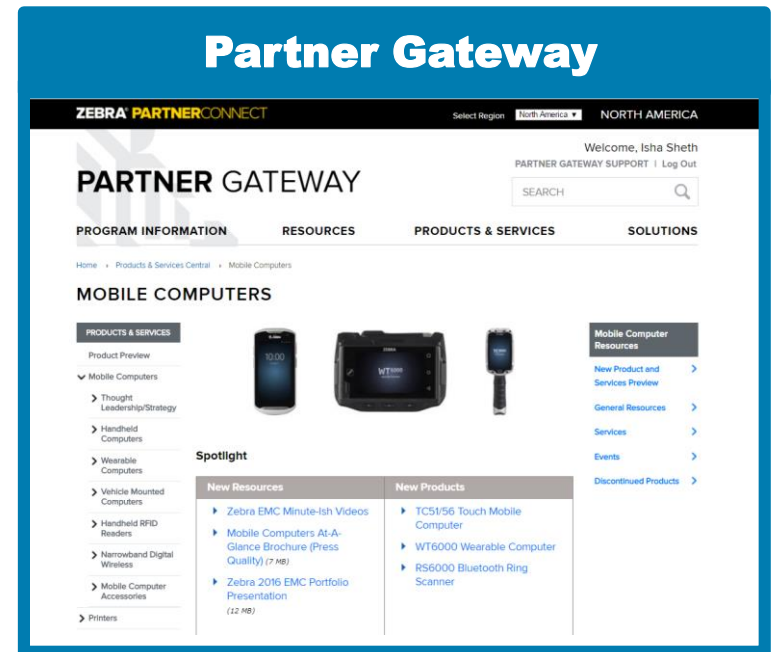 Partner Gateway
ZEBRA® PARTNERCONNECT
Select Region North America ▼ NORTH AMERICA
Welcome, Isha Sheth
PARTNER GATEWAY SUPPORT | Log Out
PARTNER GATEWAY
SEARCH
PROGRAM INFORMATION RESOURCES PRODUCTS & SERVICES SOLUTIONS
Home Products & Services Central Mobile Computers
MOBILE COMPUTERS
PRODUCTS & SERVICES
Product Preview
Mobile Computers
Thought
Leadership/Strategy
Handheld
Computers
Wearable
Computers
Vehicle Mounted
Computers
Handheld RFID
Readers
Narrowband Digital
Wireless
Mobile Computer
Accessories
Printers
10:00
ZEBRA
WT6000
Spotlight
New Resources
Zebra EMC Minute-Ish Videos
Mobile Computers At-A-
Glance Brochure (Press
Quality) (7 MB)
Zebra 2016 EMC Portfolio
Presentation
(12 MB)
New Products
TC51/56 Touch Mobile
Computer
WT6000 Wearable Computer
RS6000 Bluetooth Ring
Scanner
Mobile Computer
Resources
New Product and
Services Preview
General Resources
Services
Events
Discontinued Products